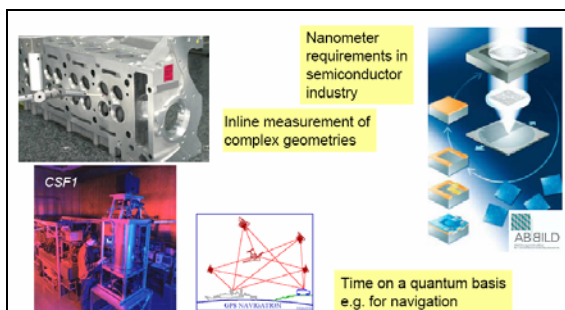 Nanometer
requirements in
semiconductor
industry
Inline measurement of
complex geometries
CSF1
GPS NAVIGATION
ABBILD
Time on a quantum basis
e.g. for navigation